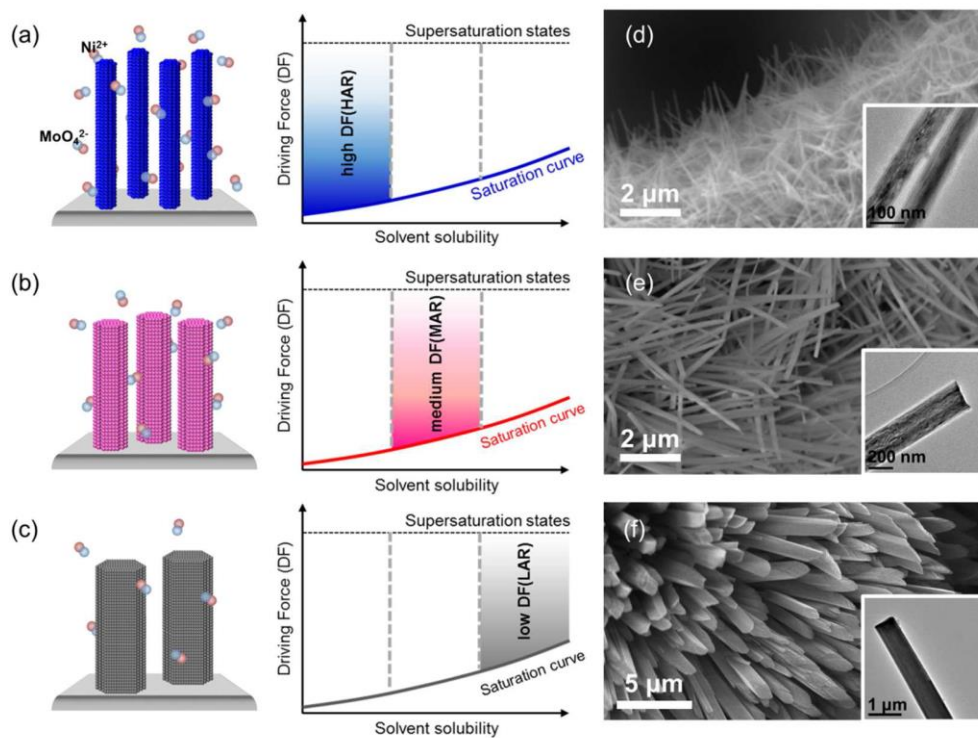 (a)
Ni²⁺
MoO₄²⁻
Driving Force (DF)
Supersaturation states
high DF(HAR)
Saturation curve
Solvent solubility
(d)
2 μm
100 nm
(b)
Driving Force (DF)
Supersaturation states
medium DF(MAR)
Saturation curve
Solvent solubility
(e)
2 μm
200 nm
(c)
Driving Force (DF)
Supersaturation states
low DF(LAR)
Saturation curve
Solvent solubility
(f)
5 μm
1 μm